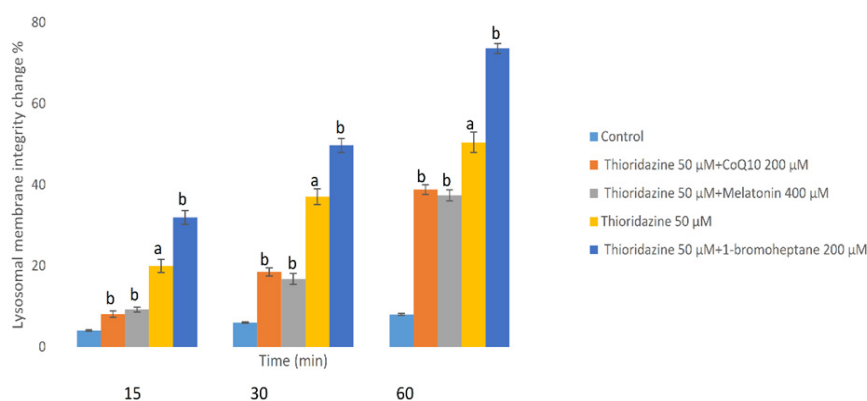 Lysosomal membrane integrity change %
80
60
40
20
0
b
b
a
b
b
b
a
b
b
b
a
b
Time (min)
15
30
60
Control
Thioridazine 50 µM+CoQ10 200 µM
Thioridazine 50 µM+Melatonin 400 µM
Thioridazine 50 µM
Thioridazine 50 µM+1-bromoheptane 200 µM